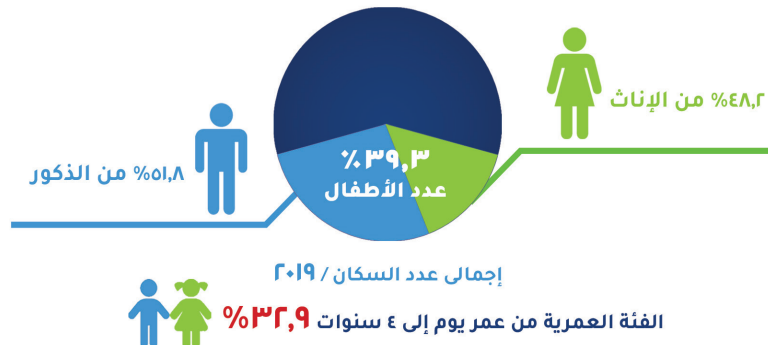 ٤٨,٢% من الإناث
٣٩,٣%
عدد الأطفال
٥١,٨% من الذكور
إجمالى عدد السكان / ٢٠١٩
الفئة العمرية من عمر يوم إلى ٤ سنوات ٣٢,٩%